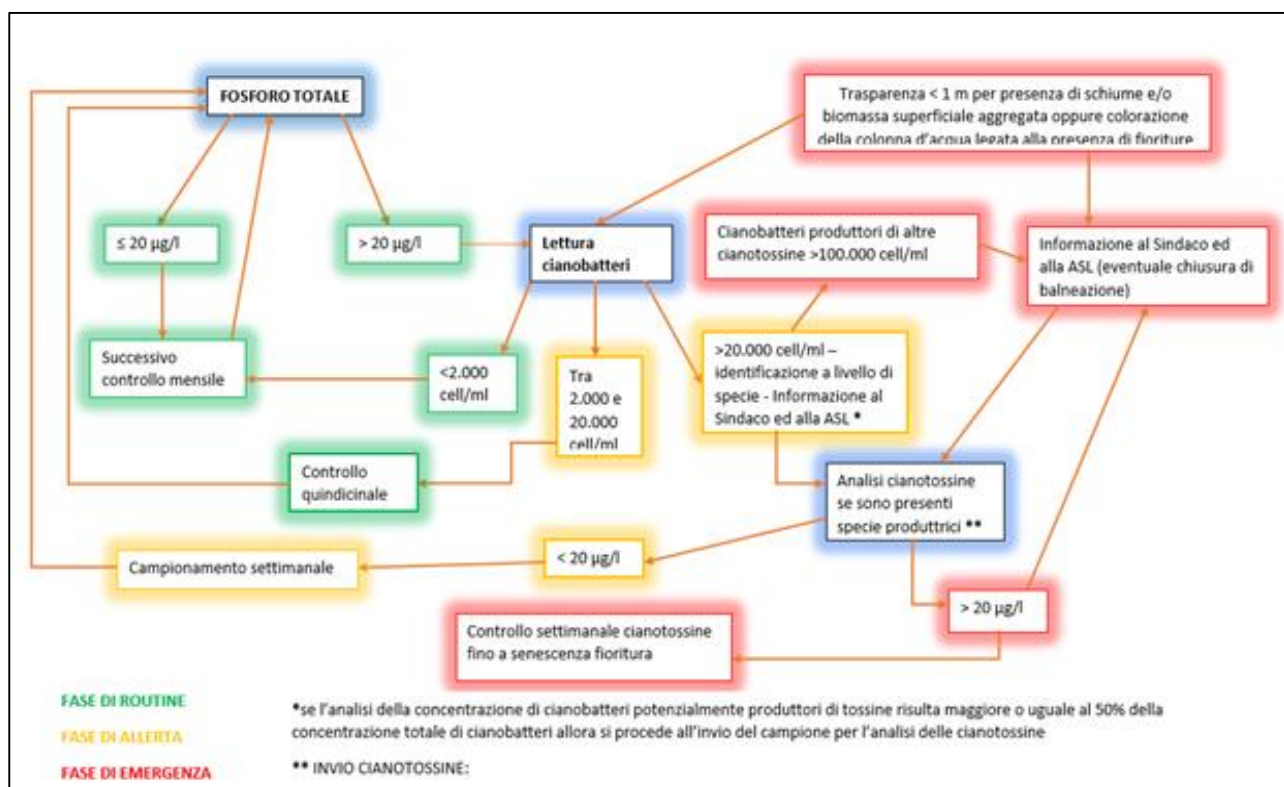 FOSFORO TOTALE
Trasparenza < 1 m per presenza di schiume e/o
biomassa superficiale aggregata oppure colorazione
della colonna d'acqua legata alla presenza di fioriture
≤ 20 µg/l
> 20 µg/l
Lettura
cianobatteri
Cianobatteri produttori di altre
cianotossine >100.000 cell/ml
Informazione al Sindaco ed
alla ASL (eventuale chiusura di
balneazione)
Successivo
controllo mensile
<2.000
cell/ml
Tra
2.000 e
20.000
cell/ml
>20.000 cell/ml –
identificazione a livello di
specie - Informazione al
Sindaco ed alla ASL *
Controllo
quindicinale
Analisi cianotossine
se sono presenti
specie produttrici **
Campionamento settimanale
< 20 µg/l
> 20 µg/l
Controllo settimanale cianotossine
fino a senescenza fioritura
FASE DI ROUTINE
FASE DI ALLERTA
FASE DI EMERGENZA
*se l'analisi della concentrazione di cianobatteri potenzialmente produttori di tossine risulta maggiore o uguale al 50% della
concentrazione totale di cianobatteri allora si procede all'invio del campione per l'analisi delle cianotossine
** INVIO CIANOTOSSINE: